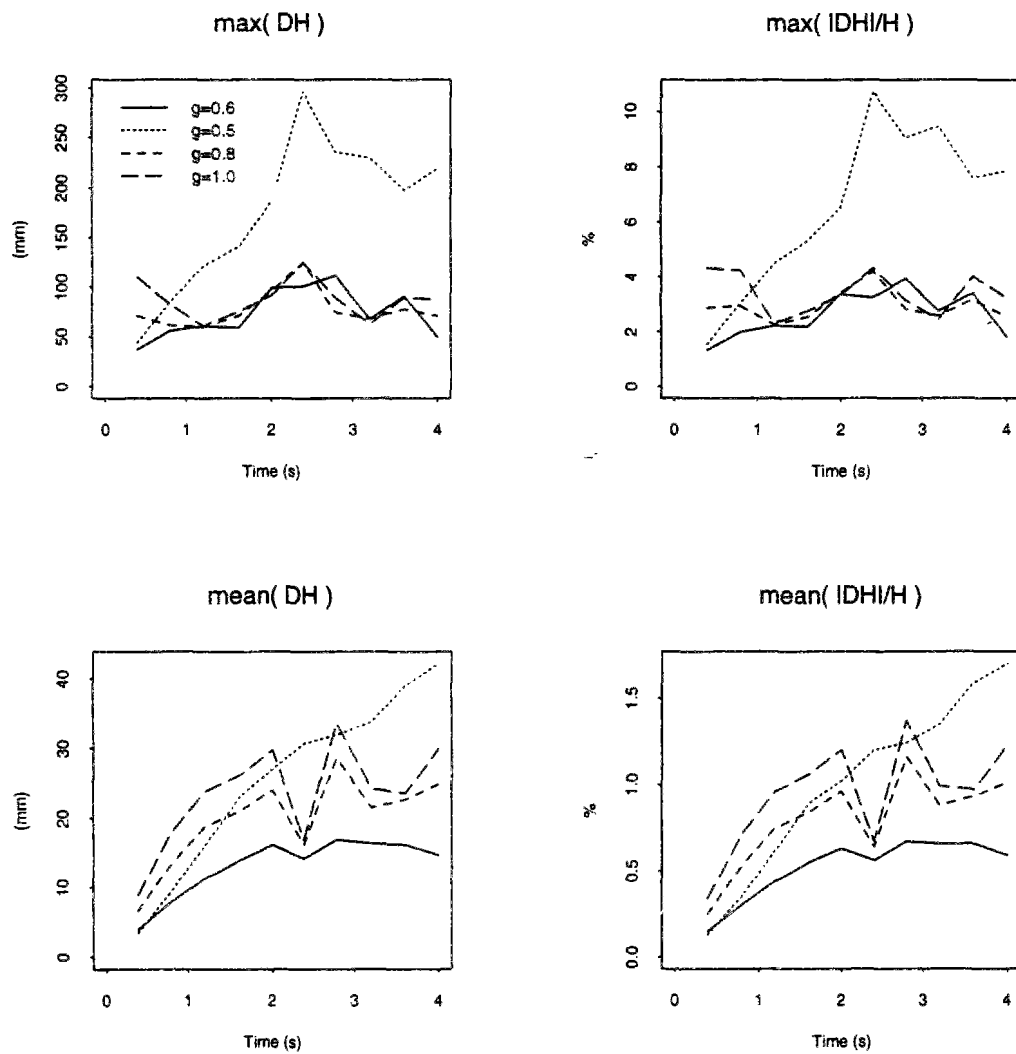 max( DH )
300
250
200
150
100
50
0
(mm)
g=0.6
g=0.5
g=0.8
g=1.0
0 1 2 3 4
Time (s)
max( |DH|/H )
10
8
6
4
2
0
%
0 1 2 3 4
Time (s)
mean( DH )
40
30
20
10
0
(mm)
0 1 2 3 4
Time (s)
mean( |DH|/H )
1.5
1.0
0.5
0.0
%
0 1 2 3 4
Time (s)